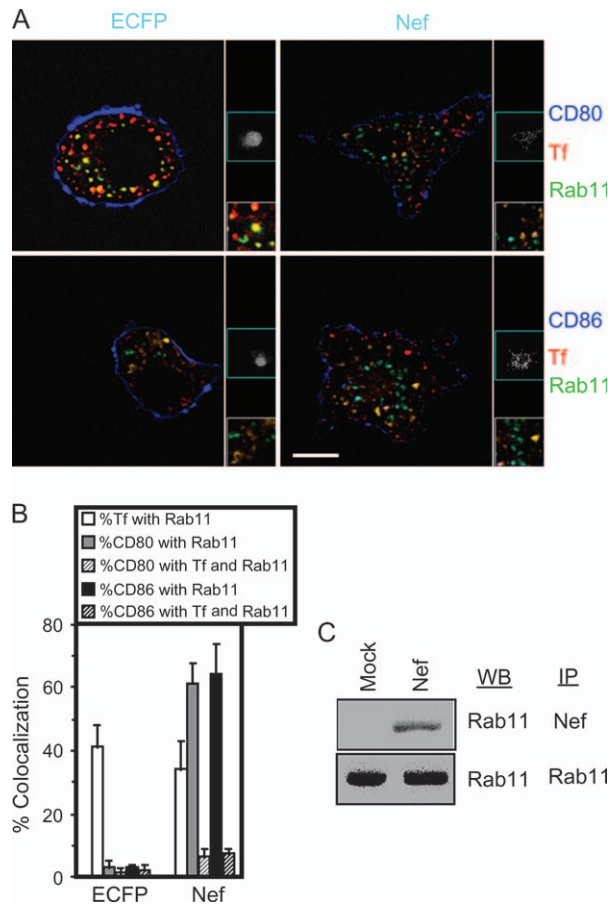 A
ECFP
Nef
CD80
Tf
Rab11
CD86
Tf
Rab11
B
%Tf with Rab11
%CD80 with Rab11
%CD80 with Tf and Rab11
%CD86 with Rab11
%CD86 with Tf and Rab11
% Colocalization
80
60
40
20
0
ECFP
Nef
C
Mock
Nef
WB
IP
Rab11
Nef
Rab11
Rab11